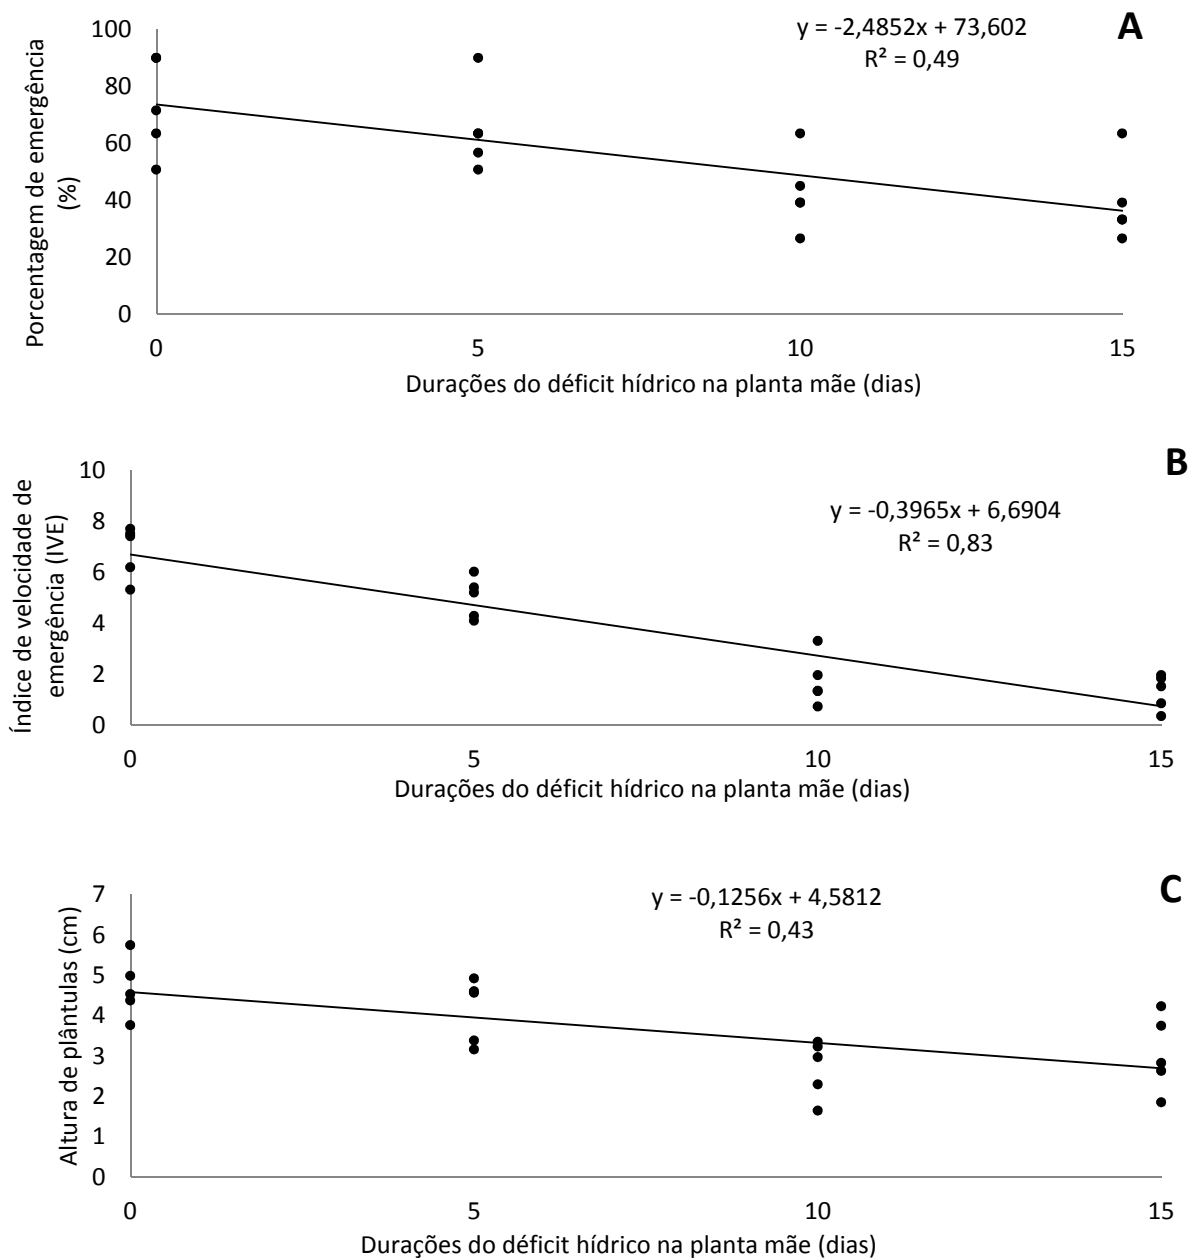 A
y = -2,4852x + 73,602
R² = 0,49
Porcentagem de emergência
(%)
100
80
60
40
20
0
0 5 10 15
Durações do déficit hídrico na planta mãe (dias)
B
y = -0,3965x + 6,6904
R² = 0,83
Índice de velocidade de
emergência (IVE)
10
8
6
4
2
0
0 5 10 15
Durações do déficit hídrico na planta mãe (dias)
C
y = -0,1256x + 4,5812
R² = 0,43
Altura de plântulas (cm)
7
6
5
4
3
2
1
0
0 5 10 15
Durações do déficit hídrico na planta mãe (dias)